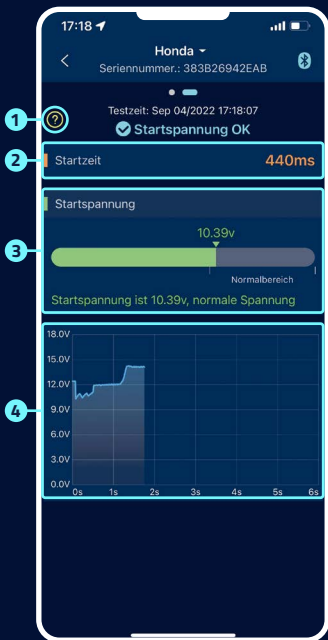 17:18
Honda
Seriennummer.: 383B26942EAB
Testzeit: Sep 04/2022 17:18:07
1 ?
Startspannung OK
2 Startzeit 440ms
Startspannung
10.39v
3
Normalbereich
Startspannung ist 10.39v, normale Spannung
18.0V
15.0V
12.0V
4
9.0V
6.0V
3.0V
0.0V
0s 1s 2s 3s 4s 5s 6s